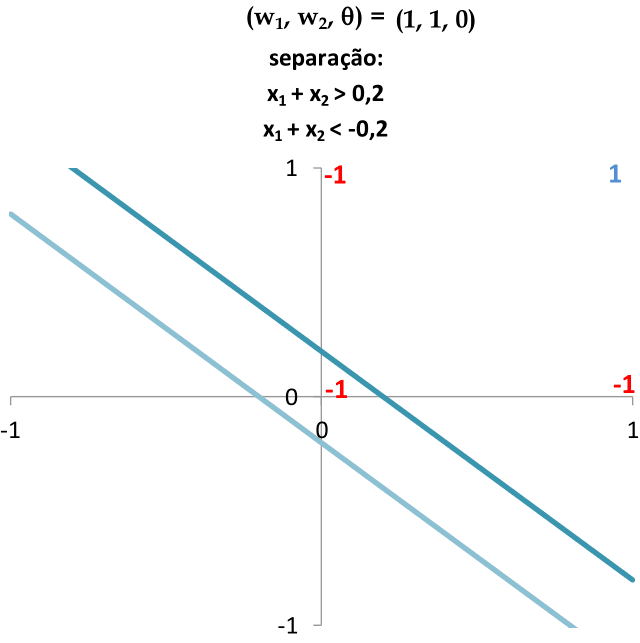 (w₁, w₂, θ) = (1, 1, 0)
separação:
x₁ + x₂ > 0,2
x₁ + x₂ < -0,2
1 -1 1
0 -1 -1
-1 0 1
-1